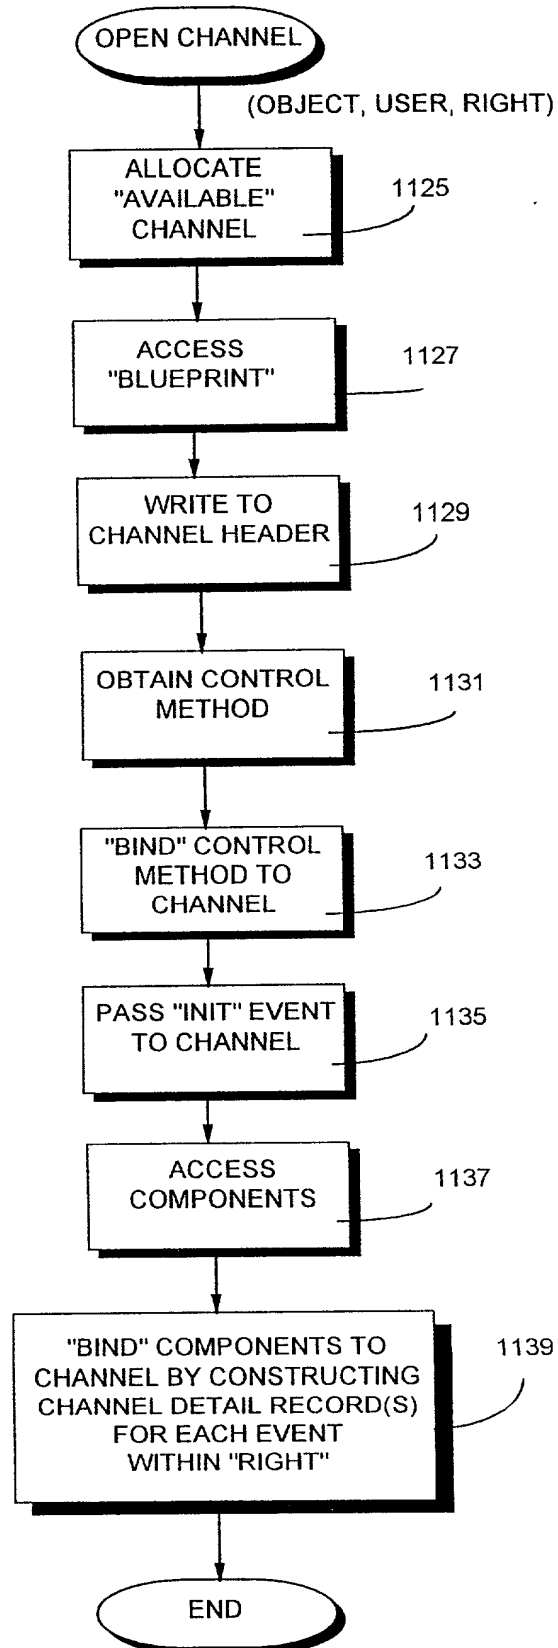 OPEN CHANNEL
(OBJECT, USER, RIGHT)
ALLOCATE
"AVAILABLE"
CHANNEL
1125
ACCESS
"BLUEPRINT"
1127
WRITE TO
CHANNEL HEADER
1129
OBTAIN CONTROL
METHOD
1131
"BIND" CONTROL
METHOD TO
CHANNEL
1133
PASS "INIT" EVENT
TO CHANNEL
1135
ACCESS
COMPONENTS
1137
"BIND" COMPONENTS TO
CHANNEL BY CONSTRUCTING
CHANNEL DETAIL RECORD(S)
FOR EACH EVENT
WITHIN "RIGHT"
1139
END